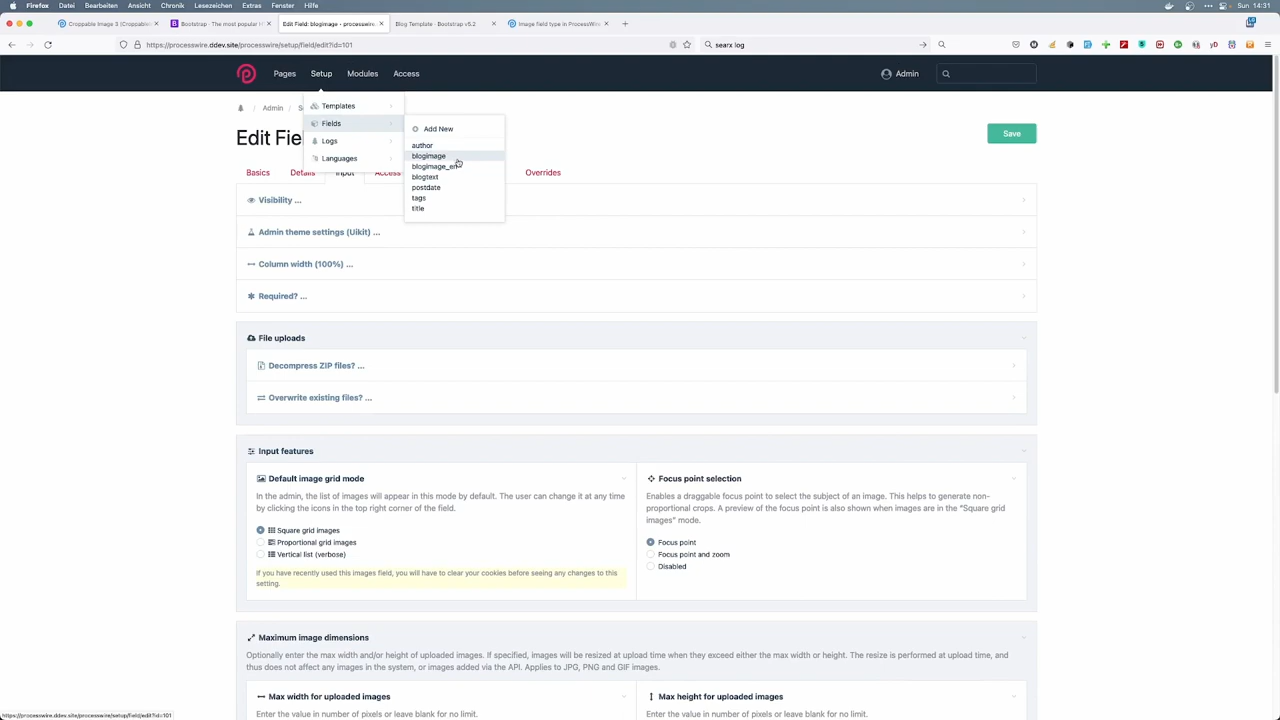 Firefox Datei Bearbeiten Ansicht Chronik Lesezeichen Extras Fenster Hilfe Sun 14:31
Croppable Image 3 (Croppable Bootstrap - The most popular H Edit Field: blogimage • processwire. Blog Template · Bootstrap v5.2 Image field type in ProcessWire
https://processwire.ddev.site/processwire/setup/field/edit?id=101 searx log
Pages Setup Modules Access Admin
Admin
Templates
Fields
Logs
Languages
Add New
author
blogimage
blogimage_en
blogtext
postdate
tags
title
Edit Fie
Save
Basics Details Input Access Overrides
Visibility ...
Admin theme settings (Uikit) ...
Column width (100%) ...
Required? ...
File uploads
Decompress ZIP files? ...
Overwrite existing files? ...
Input features
Default image grid mode
In the admin, the list of images will appear in this mode by default. The user can change it at any time
by clicking the icons in the top right corner of the field.
Square grid images
Proportional grid images
Vertical list (verbose)
If you have recently used this images field, you will have to clear your cookies before seeing any changes to this
setting.
Focus point selection
Enables a draggable focus point to select the subject of an image. This helps to generate non-
proportional crops. A preview of the focus point is also shown when images are in the "Square grid
images" mode.
Focus point
Focus point and zoom
Disabled
Maximum image dimensions
Optionally enter the max width and/or height of uploaded images. If specified, images will be resized at upload time when they exceed either the max width or height. The resize is performed at upload time, and
thus does not affect any images in the system, or images added via the API. Applies to JPG, PNG and GIF images.
Max width for uploaded images
Enter the value in number of pixels or leave blank for no limit.
Max height for uploaded images
Enter the value in number of pixels or leave blank for no limit.
https://processwire.ddev.site/processwire/setup/field/edit?id=101